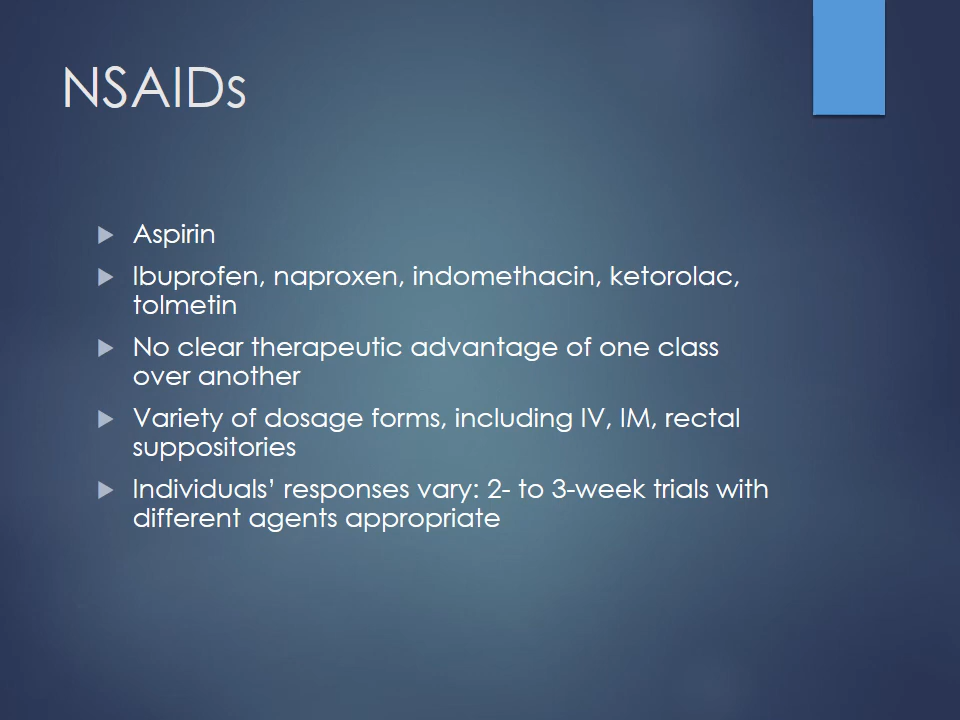 NSAIDs
Aspirin
Ibuprofen, naproxen, indomethacin, ketorolac,
tolmetin
No clear therapeutic advantage of one class
over another
Variety of dosage forms, including IV, IM, rectal
suppositories
Individuals’ responses vary: 2- to 3-week trials with
different agents appropriate